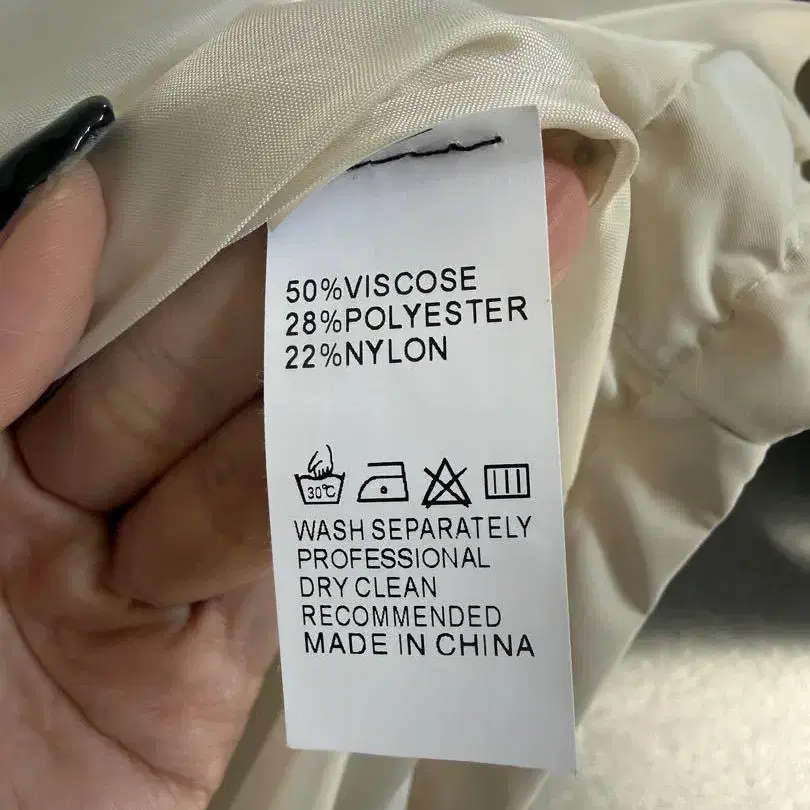 50%VISCOSE
28%POLYESTER
22%NYLON
30℃
WASH SEPARATELY
PROFESSIONAL
DRY CLEAN
RECOMMENDED
MADE IN CHINA